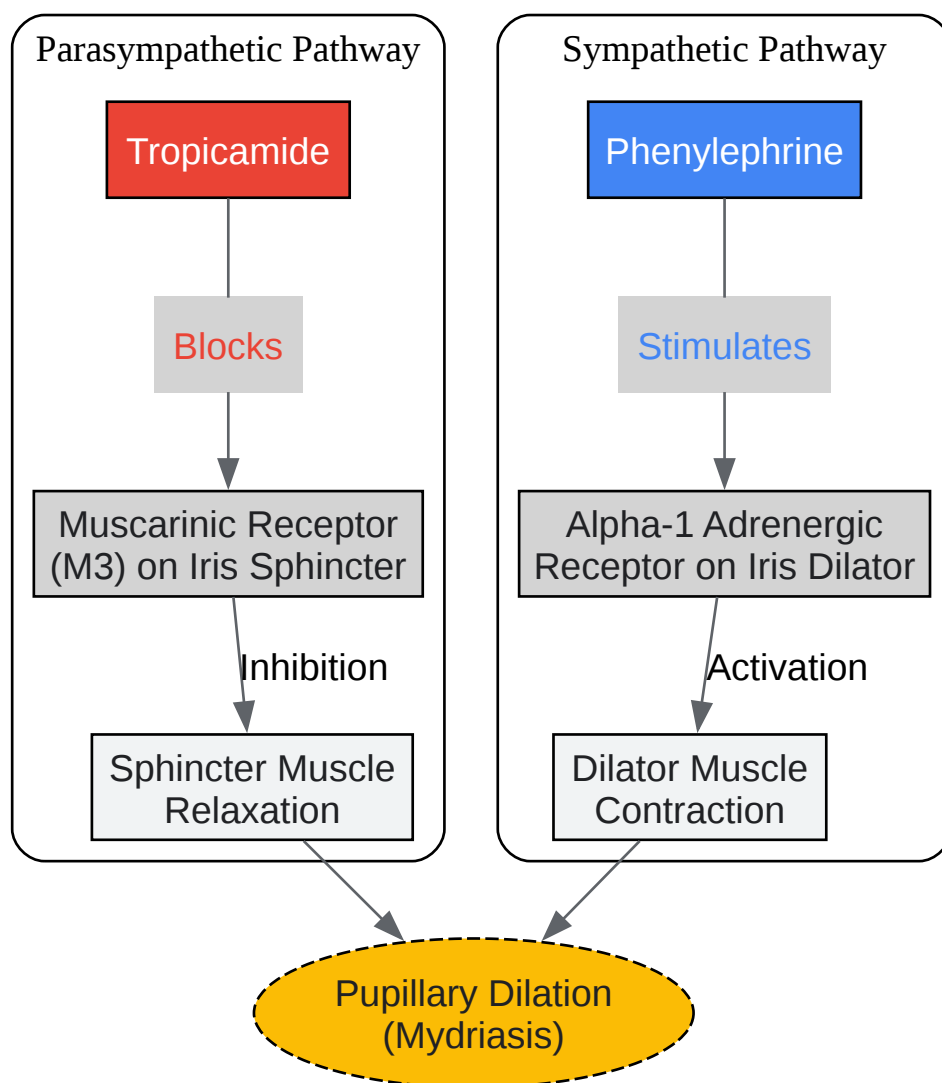 Parasympathetic Pathway
Tropicamide
Blocks
Muscarinic Receptor
(M3) on Iris Sphincter
Inhibition
Sphincter Muscle
Relaxation
Sympathetic Pathway
Phenylephrine
Stimulates
Alpha-1 Adrenergic
Receptor on Iris Dilator
Activation
Dilator Muscle
Contraction
Pupillary Dilation
(Mydriasis)